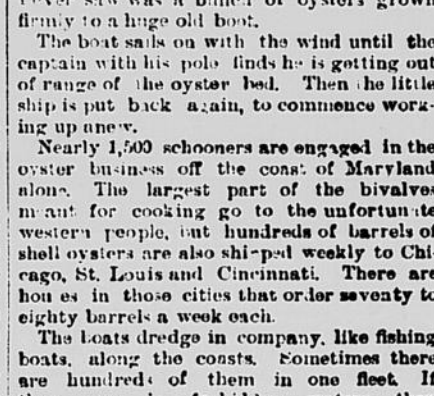 saw was a bunch of oysters grown
firmly to a huge old boot.
The boat sails on with the wind until the
captain with his pole finds he is getting out
of range of the oyster bed. Then the little
ship is put back again, to commence work-
ing up anew.
Nearly 1,500 schooners are engaged in the
oyster business off the coast of Maryland
alone. The largest part of the bivalves
meant for cooking go to the unfortunate
western people, but hundreds of barrels of
shell oysters are also shipped weekly to Chi-
cago, St. Louis and Cincinnati. There are
houses in those cities that order seventy to
eighty barrels a week each.
The boats dredge in company, like fishing
boats, along the coasts. Sometimes there
are hundreds of them in one fleet. If